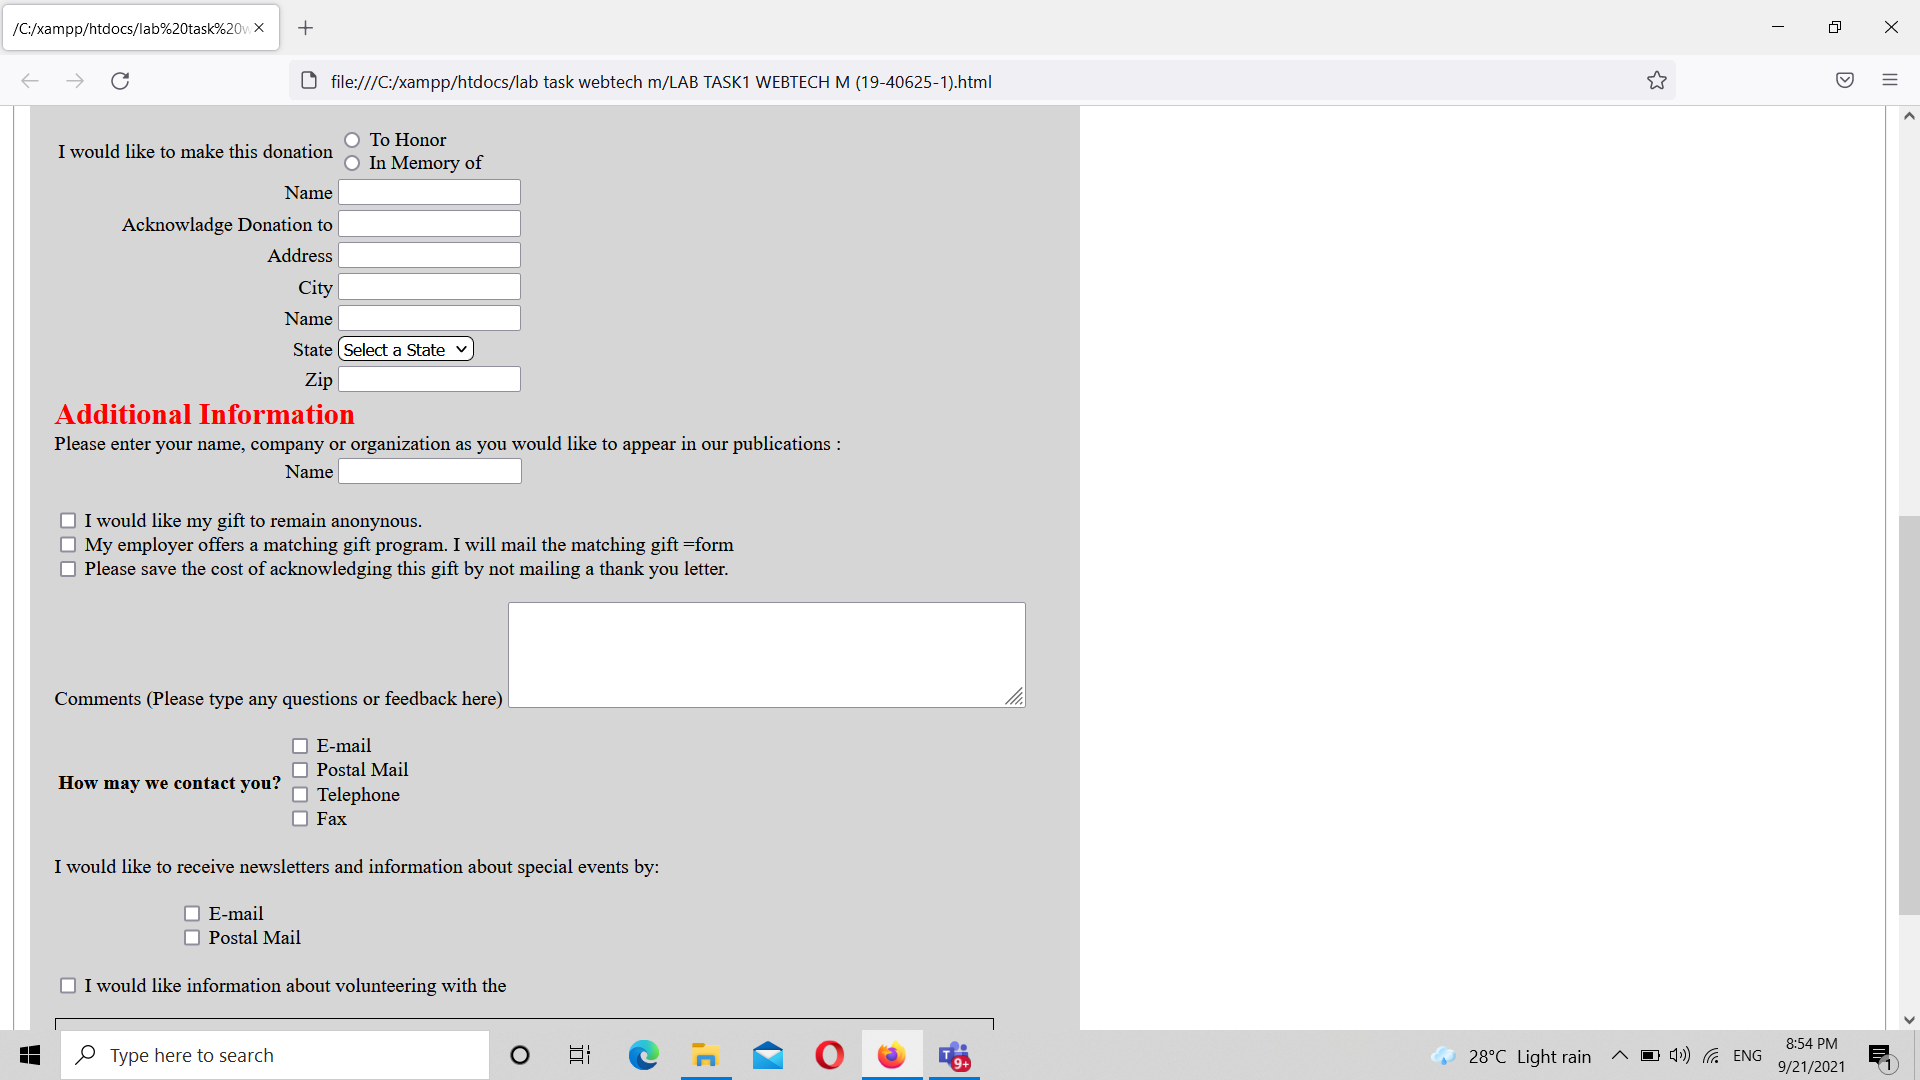 /C:/xampp/htdocs/lab%20task%20w
file:///C:/xampp/htdocs/lab task webtech m/LAB TASK1 WEBTECH M (19-40625-1).html
I would like to make this donation
To Honor
In Memory of
Name
Acknowladge Donation to
Address
City
Name
State Select a State
Zip
Additional Information
Please enter your name, company or organization as you would like to appear in our publications :
Name
I would like my gift to remain anonynous.
My employer offers a matching gift program. I will mail the matching gift =form
Please save the cost of acknowledging this gift by not mailing a thank you letter.
Comments (Please type any questions or feedback here)
How may we contact you?
E-mail
Postal Mail
Telephone
Fax
I would like to receive newsletters and information about special events by:
E-mail
Postal Mail
I would like information about volunteering with the
Type here to search
T
9+
28°C Light rain
ENG
8:54 PM
9/21/2021
1